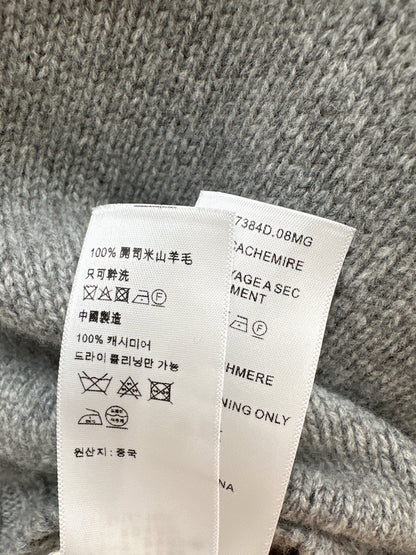 100% 開司米山羊毛
只可幹洗
F
中國製造
100% 캐시미어
드라이 클리닝만 가능
원산지: 중국
7384D.08MG
CACHEMIRE
YAGE A SEC
EMENT
F
HMERE
NING ONLY
NA